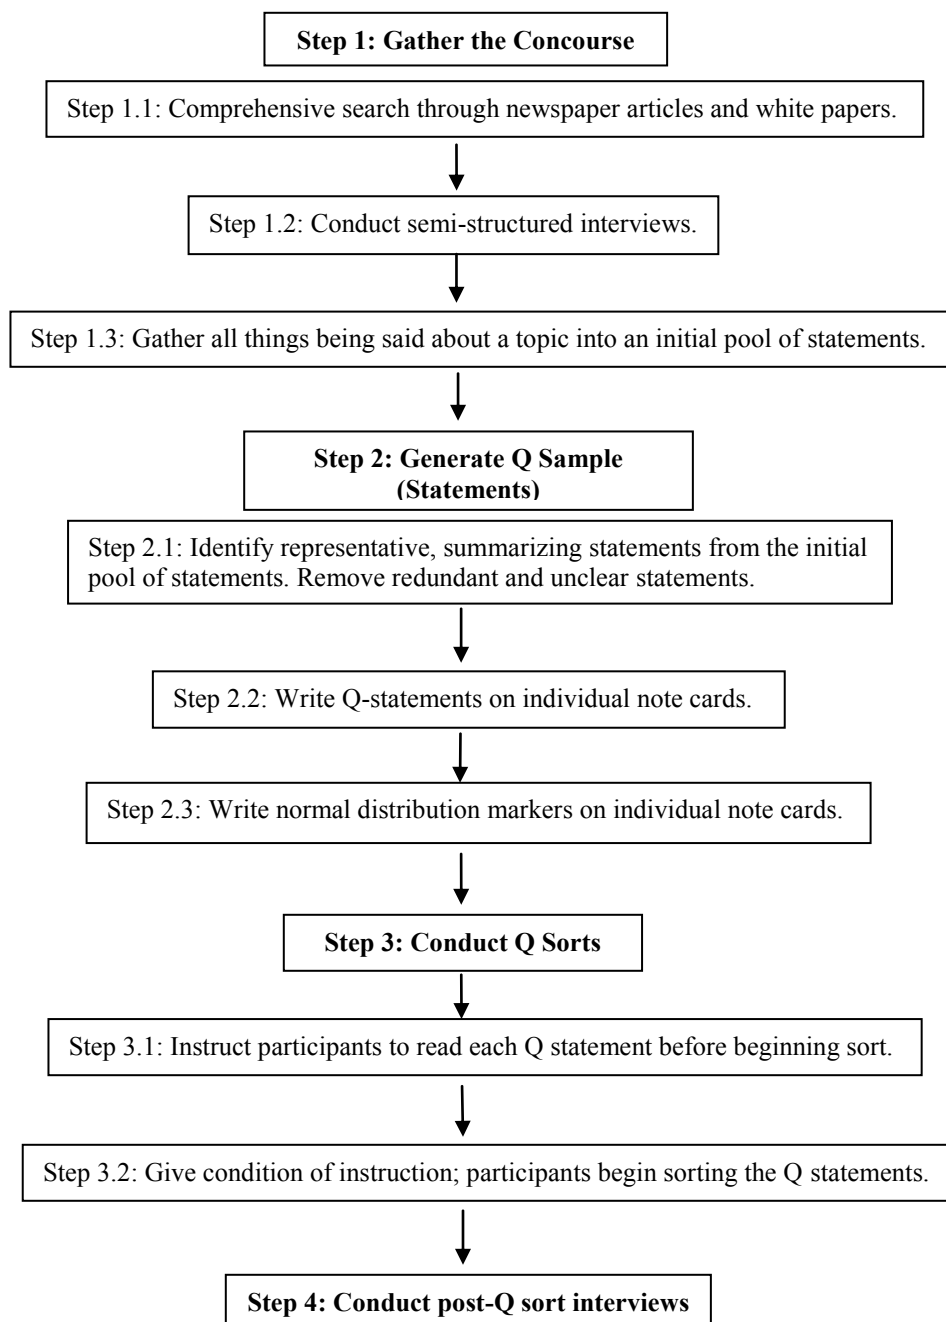 Step 1: Gather the Concourse
Step 1.1: Comprehensive search through newspaper articles and white papers.
Step 1.2: Conduct semi-structured interviews.
Step 1.3: Gather all things being said about a topic into an initial pool of statements.
Step 2: Generate Q Sample
(Statements)
Step 2.1: Identify representative, summarizing statements from the initial
pool of statements. Remove redundant and unclear statements.
Step 2.2: Write Q-statements on individual note cards.
Step 2.3: Write normal distribution markers on individual note cards.
Step 3: Conduct Q Sorts
Step 3.1: Instruct participants to read each Q statement before beginning sort.
Step 3.2: Give condition of instruction; participants begin sorting the Q statements.
Step 4: Conduct post-Q sort interviews